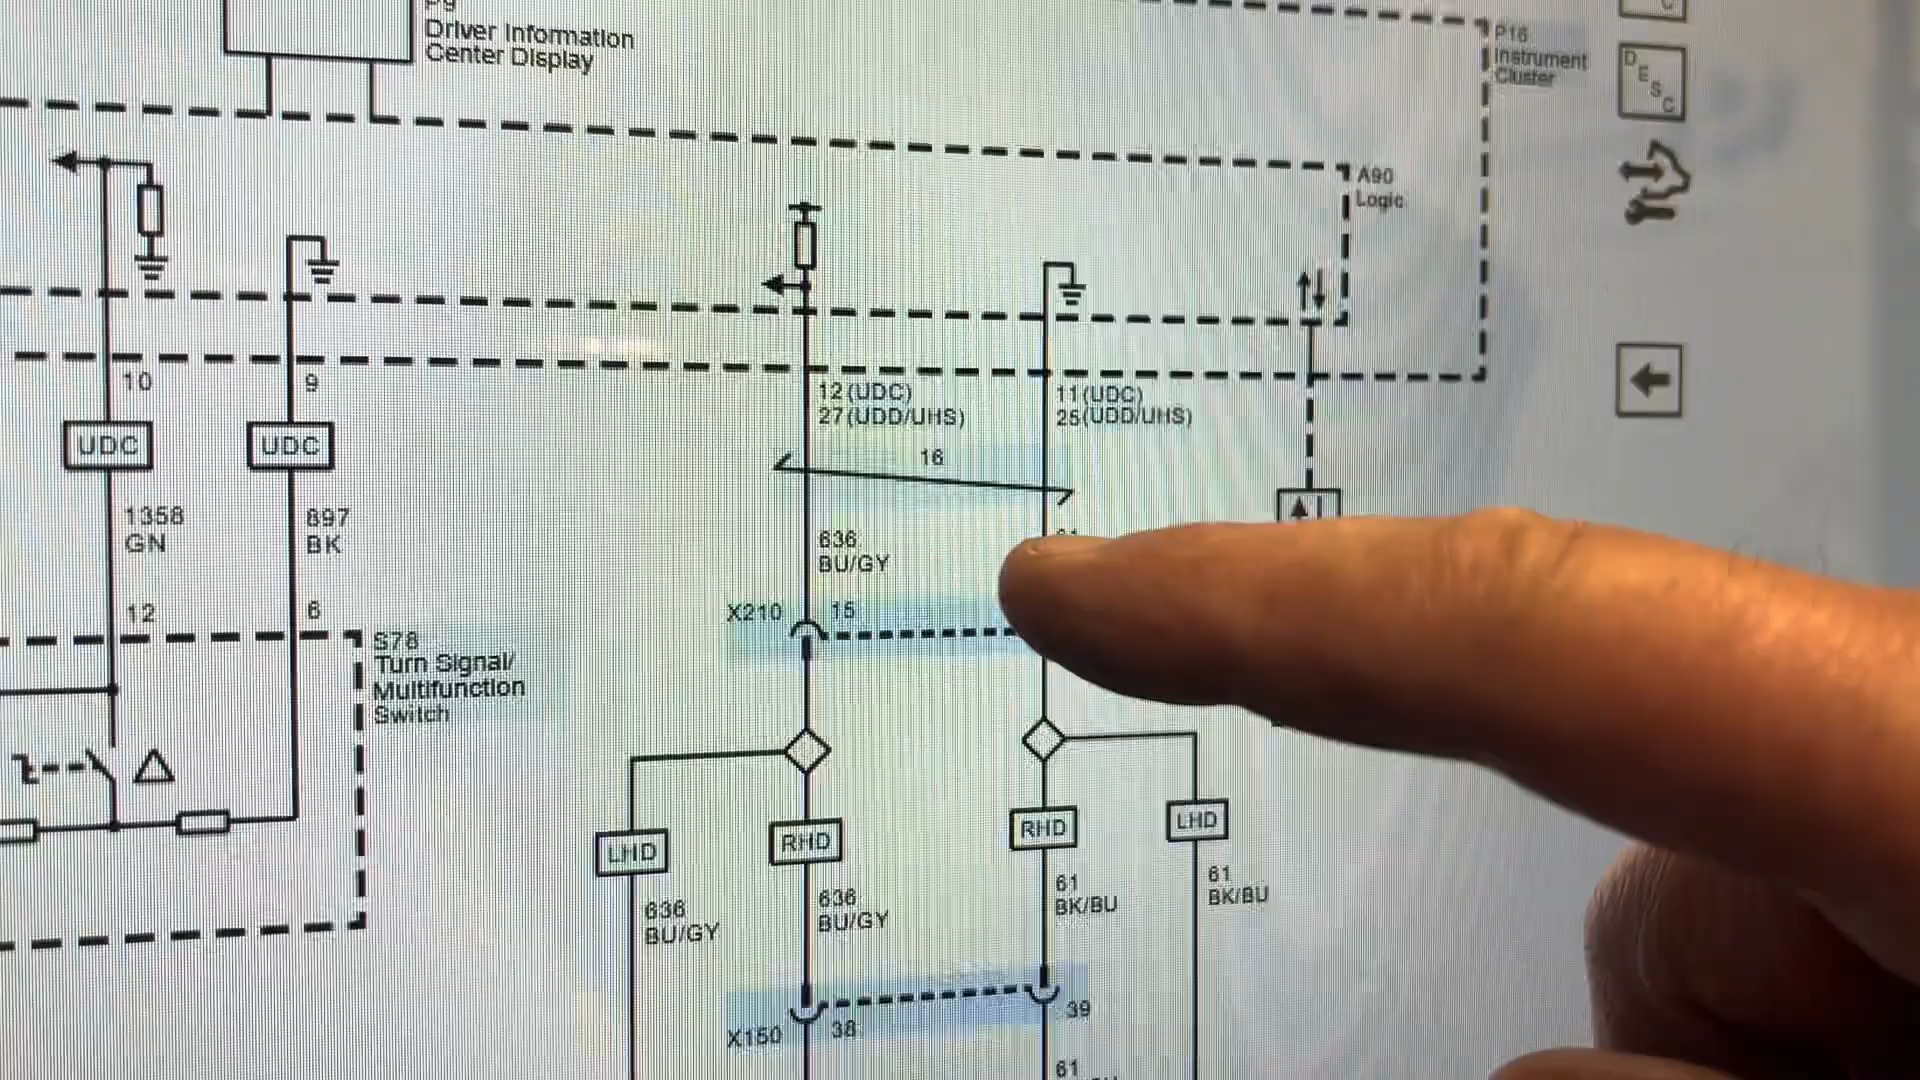 P9
Driver Information
Center Display
P16
Instrument
Cluster
C
D
E
S
C
A90
Logic
10
9
12(UDC)
27(UDD/UHS)
11(UDC)
25(UDD/UHS)
UDC
UDC
16
1358
GN
897
BK
636
BU/GY
12
6
X210
15
S78
Turn Signal/
Multifunction
Switch
LHD
RHD
RHD
LHD
636
BU/GY
636
BU/GY
61
BK/BU
61
BK/BU
X150
38
39
61